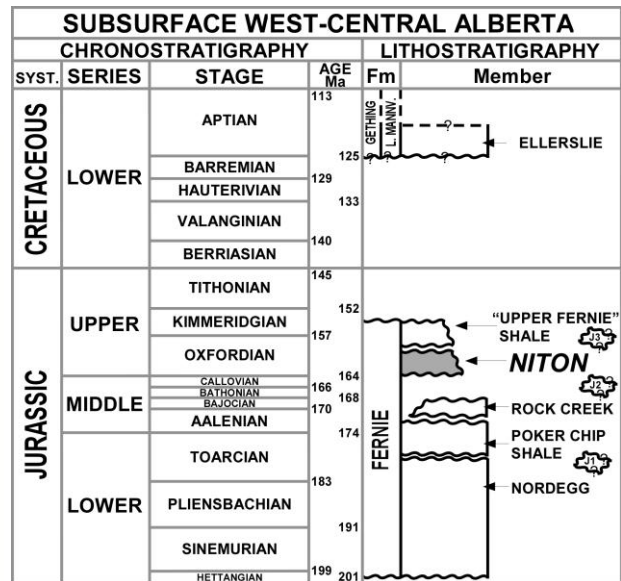 SUBSURFACE WEST-CENTRAL ALBERTA
CHRONOSTRATIGRAPHY LITHOSTRATIGRAPHY
SYST. SERIES STAGE AGE Ma Fm Member
CRETACEOUS
LOWER
APTIAN
BARREMIAN
HAUTERIVIAN
VALANGINIAN
BERRIASIAN
113
125
129
133
140
145
GETHING
L. MANNV.
?
? ? ?
ELLERSLIE
JURASSIC
UPPER
TITHONIAN
KIMMERIDGIAN
OXFORDIAN
MIDDLE
CALLOVIAN
BATHONIAN
BAJOCIAN
AALENIAN
LOWER
TOARCIAN
PLIENSBACHIAN
SINEMURIAN
HETTANGIAN
152
157
164
166
168
170
174
183
191
199
201
FERNIE
"UPPER FERNIE"
SHALE
J3
?
NITON
J2
?
ROCK CREEK
POKER CHIP
SHALE
J1
?
NORDEGG